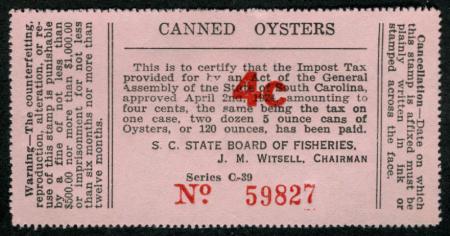 CANNED OYSTERS
This is to certify that the Impost Tax
provided for by an Act of the General
Assembly of the State of South Carolina,
approved April 2nd, amounting to
four cents, the same being the tax on
one case, two dozen 5 ounce cans of
Oysters, or 120 ounces, has been paid.
4c
S. C. STATE BOARD OF FISHERIES,
J. M. WITSELL, CHAIRMAN
Series C-39
No. 59827
Warning—The counterfeiting,
reproduction, alteration, or re-
use of this stamp is punishable
by a fine of not less than
$500.00 nor more than $1,000.00
or imprisonment for not less
than six months nor more than
twelve months.
Cancellation: Date on which
this stamp is affixed must be
plainly written in ink or
stamped across the face.